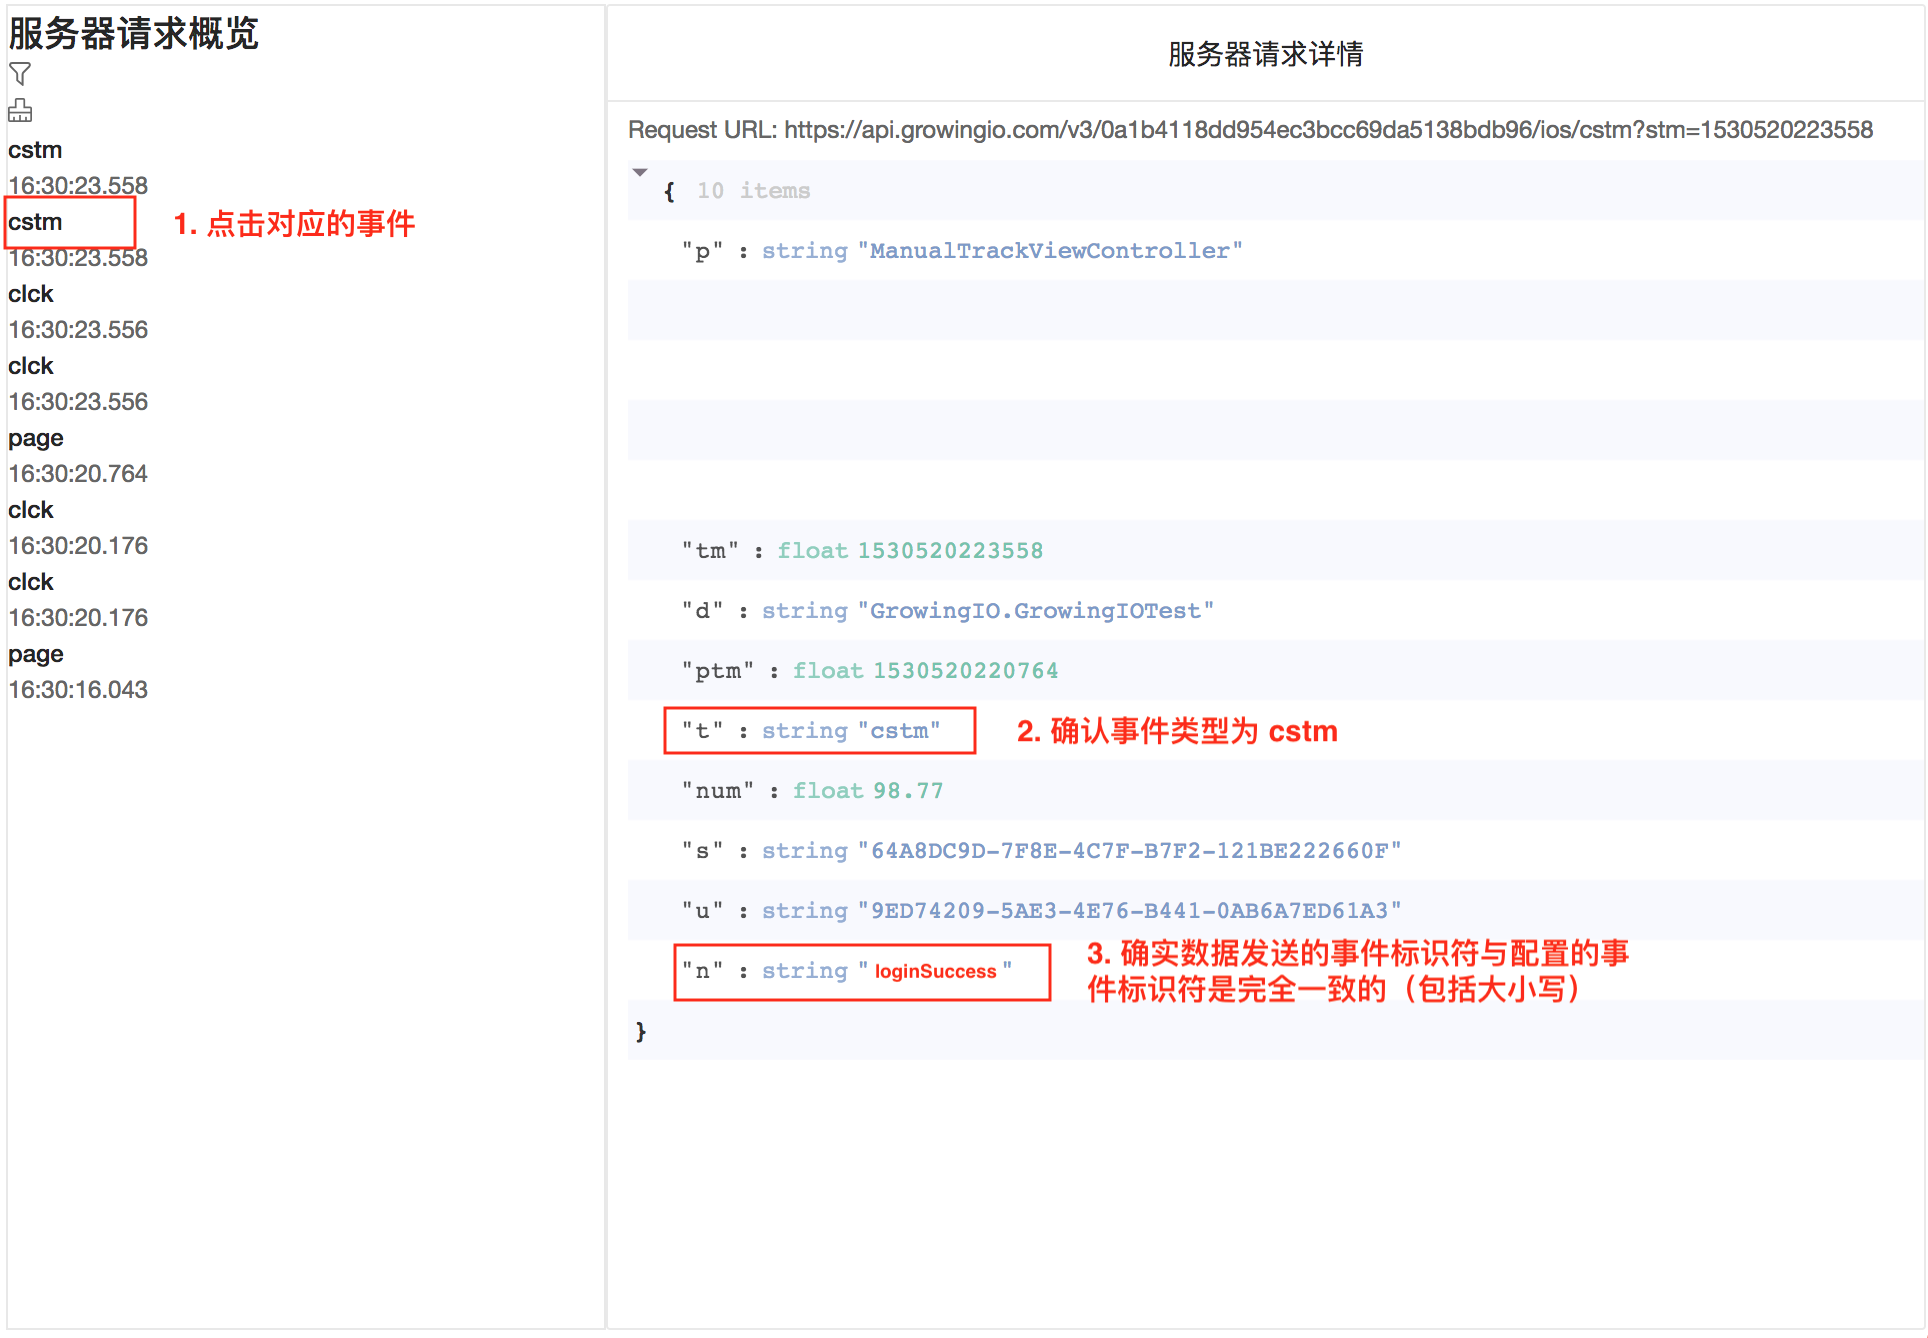 服务器请求概览
cstm
16:30:23.558
cstm
1. 点击对应的事件
16:30:23.558
clck
16:30:23.556
clck
16:30:23.556
page
16:30:20.764
clck
16:30:20.176
clck
16:30:20.176
page
16:30:16.043
服务器请求详情
Request URL: https://api.growingio.com/v3/0a1b4118dd954ec3bcc69da5138bdb96/ios/cstm?stm=1530520223558
{ 10 items
"p" : string "ManualTrackViewController"
"tm" : float 1530520223558
"d" : string "GrowingIO.GrowingIOTest"
"ptm" : float 1530520220764
"t" : string "cstm"
2. 确认事件类型为 cstm
"num" : float 98.77
"s" : string "64A8DC9D-7F8E-4C7F-B7F2-121BE222660F"
"u" : string "9ED74209-5AE3-4E76-B441-0AB6A7ED61A3"
"n" : string " loginSuccess "
3. 确实数据发送的事件标识符与配置的事
件标识符是完全一致的（包括大小写）
}